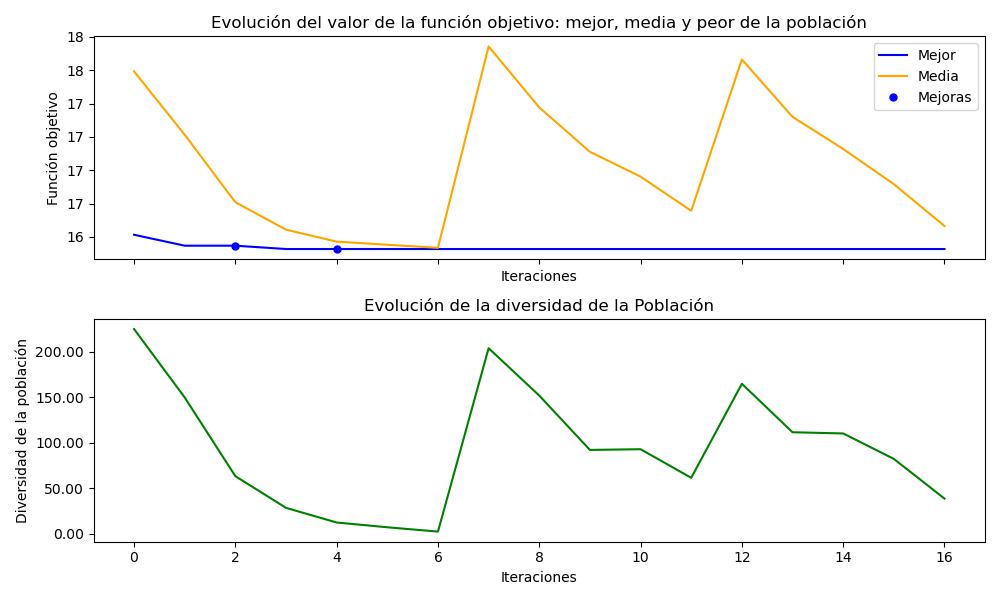 Evolución del valor de la función objetivo: mejor, media y peor de la población
18
18
17
17
17
17
16
Función objetivo
Mejor
Media
Mejoras
Iteraciones
Evolución de la diversidad de la Población
200.00
150.00
100.00
50.00
0.00
Diversidad de la población
0 2 4 6 8 10 12 14 16
Iteraciones